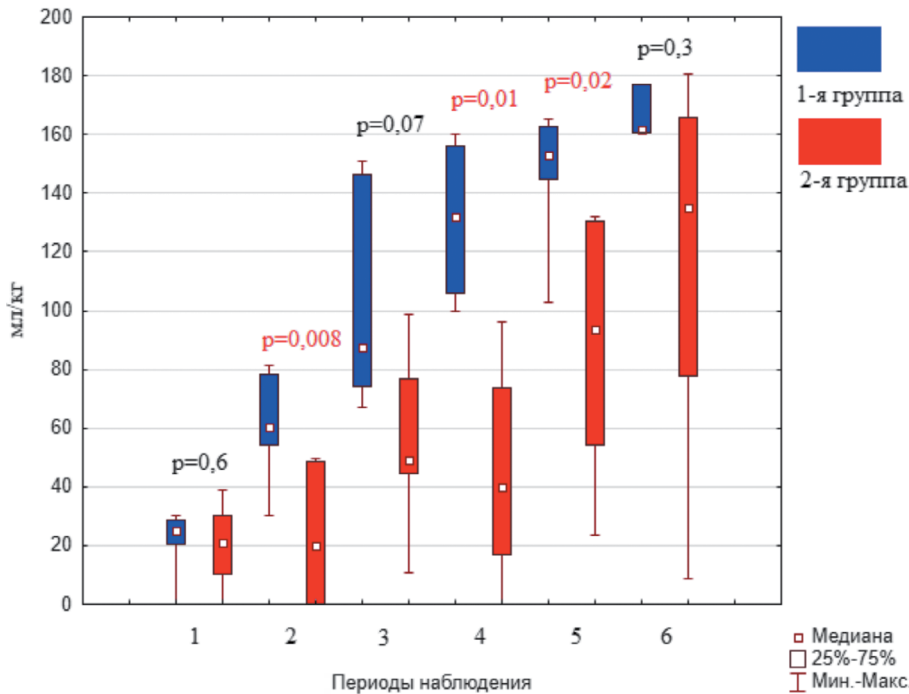 200
180
160
140
120
100
80
60
40
20
0
мл/кг
p=0,6
p=0,008
p=0,07
p=0,01
p=0,02
p=0,3
1 2 3 4 5 6
Периоды наблюдения
1-я группа
2-я группа
Медиана
25%-75%
Мин.-Макс